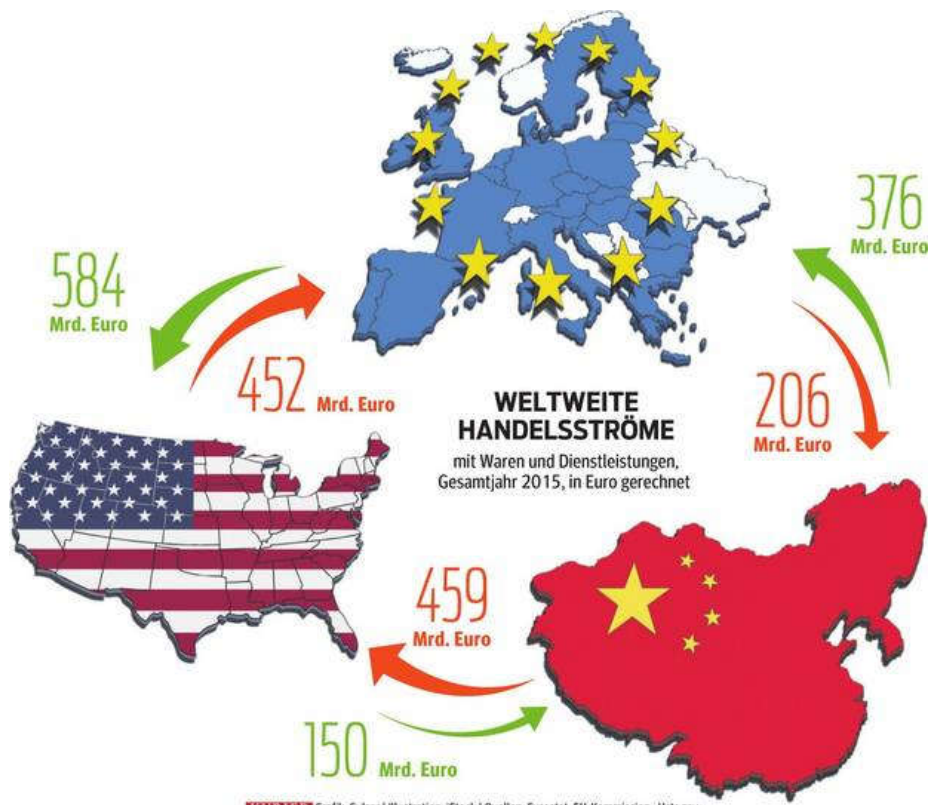 376
Mrd. Euro
584
Mrd. Euro
452 Mrd. Euro
206
Mrd. Euro
WELTWEITE
HANDELSSTRÖME
mit Waren und Dienstleistungen,
Gesamtjahr 2015, in Euro gerechnet
459
Mrd. Euro
150 Mrd. Euro